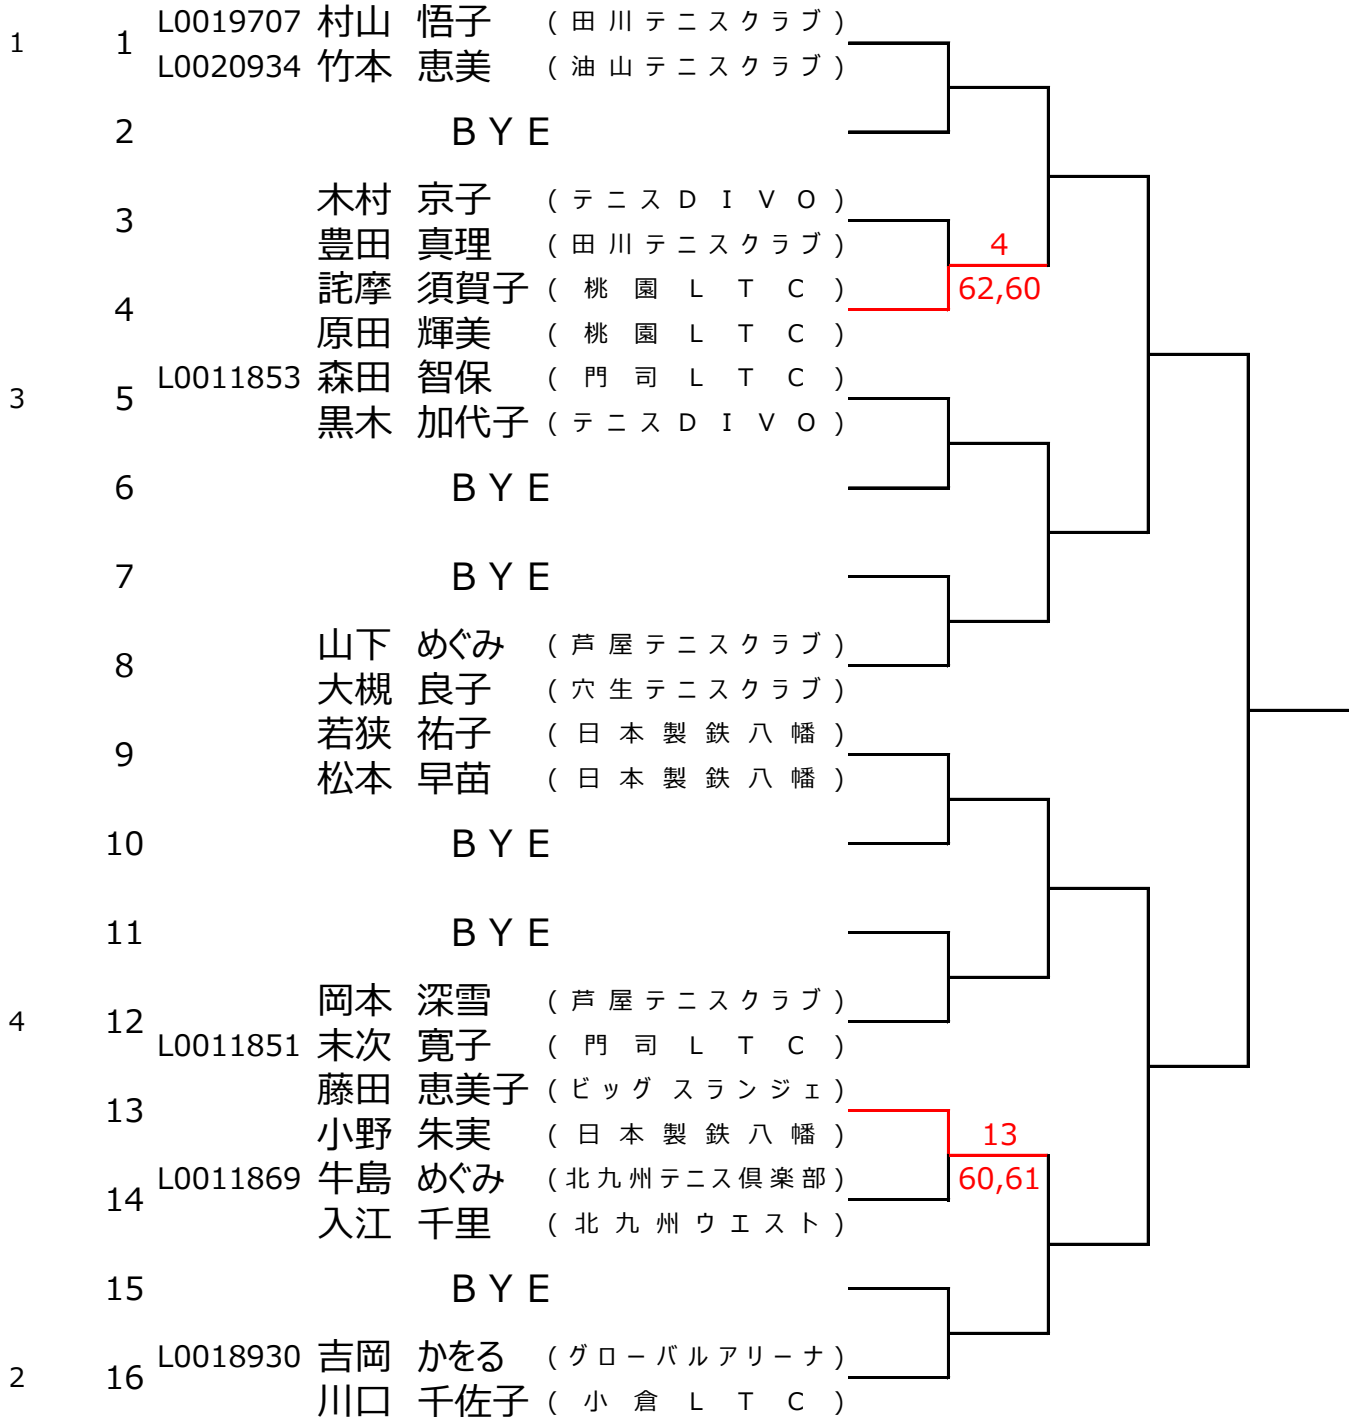 L0019707 村山 悟子 (田川テニスクラブ)
1 1
L0020934 竹本 恵美 (油山テニスクラブ)
2 BYE
木村 京子 (テニスDIVO)
3
豊田 真理 (田川テニスクラブ)
4
詫摩 須賀子 (桃園LTC)
62,60
4
原田 輝美 (桃園LTC)
L0011853 森田 智保 (門司LTC)
3 5
黒木 加代子 (テニスDIVO)
6 BYE
7 BYE
山下 めぐみ (芦屋テニスクラブ)
8
大槻 良子 (穴生テニスクラブ)
若狭 祐子 (日本製鉄八幡)
9
松本 早苗 (日本製鉄八幡)
10 BYE
11 BYE
岡本 深雪 (芦屋テニスクラブ)
4 12
L0011851 末次 寛子 (門司LTC)
藤田 恵美子 (ビッグスランジェ)
13
小野 朱実 (日本製鉄八幡)
13
L0011869 牛島 めぐみ (北九州テニス倶楽部)
60,61
14
入江 千里 (北九州ウエスト)
15 BYE
L0018930 吉岡 かをる (グローバルアリーナ)
2 16
川口 千佐子 (小倉LTC)